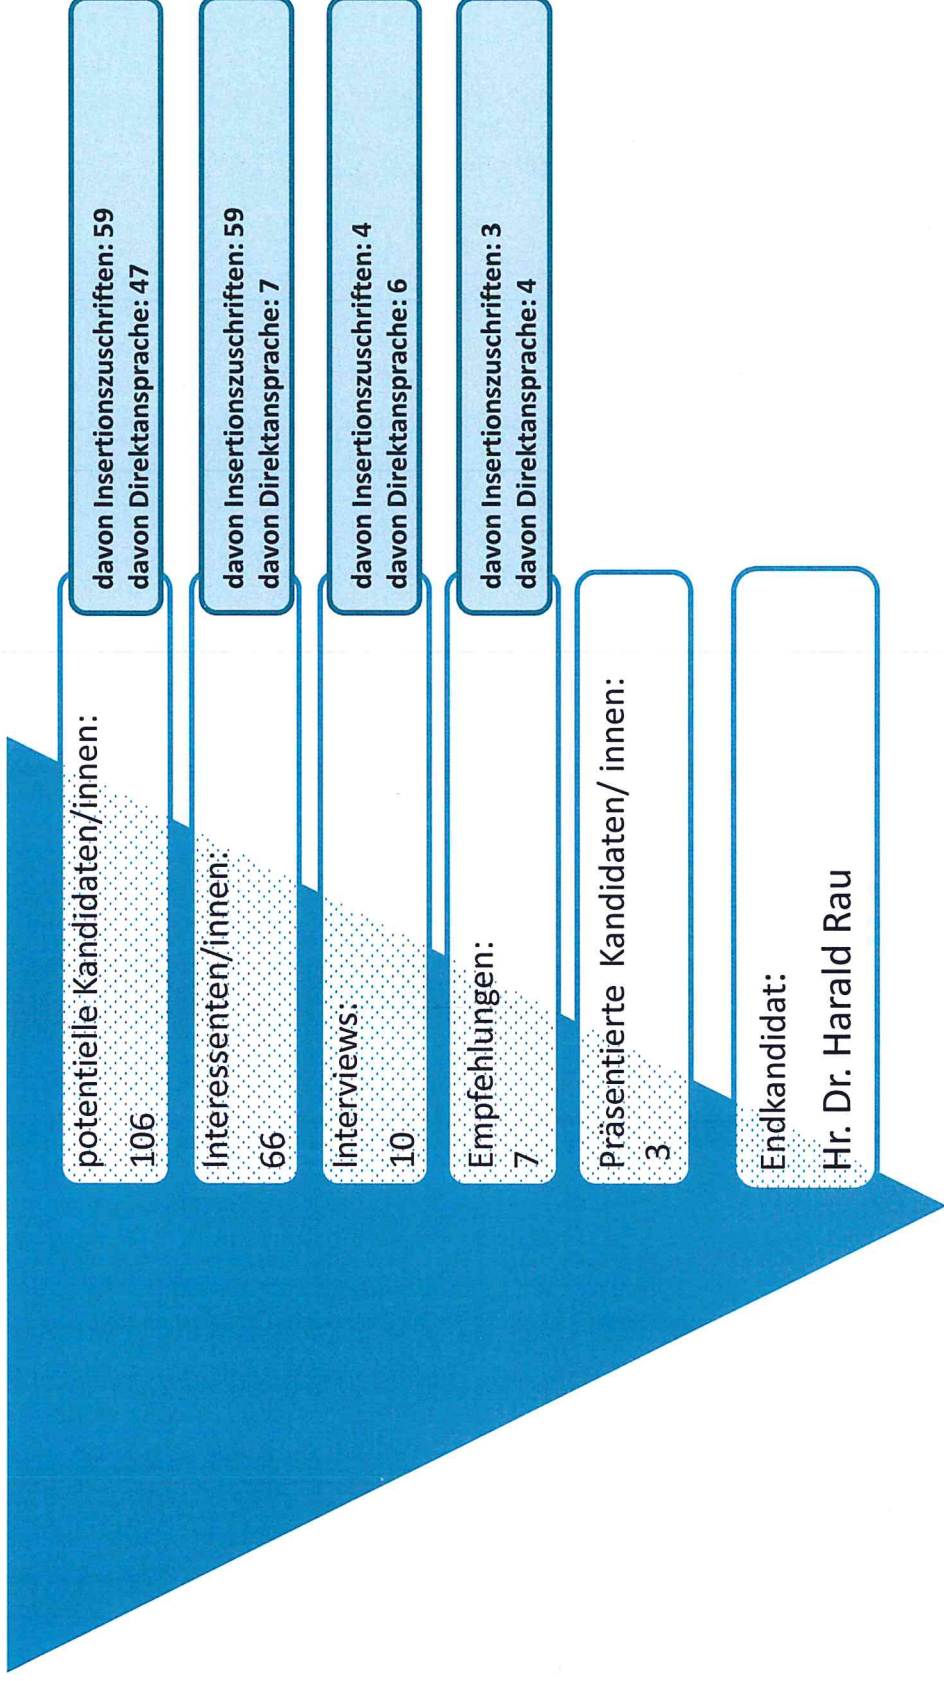 potentielle Kandidaten/innen:
106
davon Insertionszuschriften: 59
davon Direktansprache: 47
Interessenten/innen:
66
davon Insertionszuschriften: 59
davon Direktansprache: 7
Interviews:
10
davon Insertionszuschriften: 4
davon Direktansprache: 6
Empfehlungen:
7
davon Insertionszuschriften: 3
davon Direktansprache: 4
Präsentierte Kandidaten/ innen:
3
Endkandidat:
Hr. Dr. Harald Rau